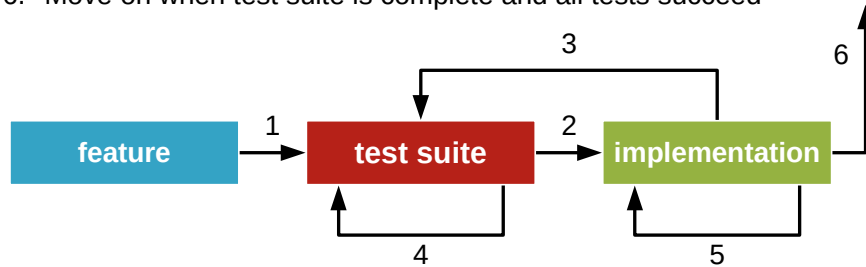 6. Move on when test suite is complete and all tests succeed
3
6
1
2
feature
test suite
implementation
4
5